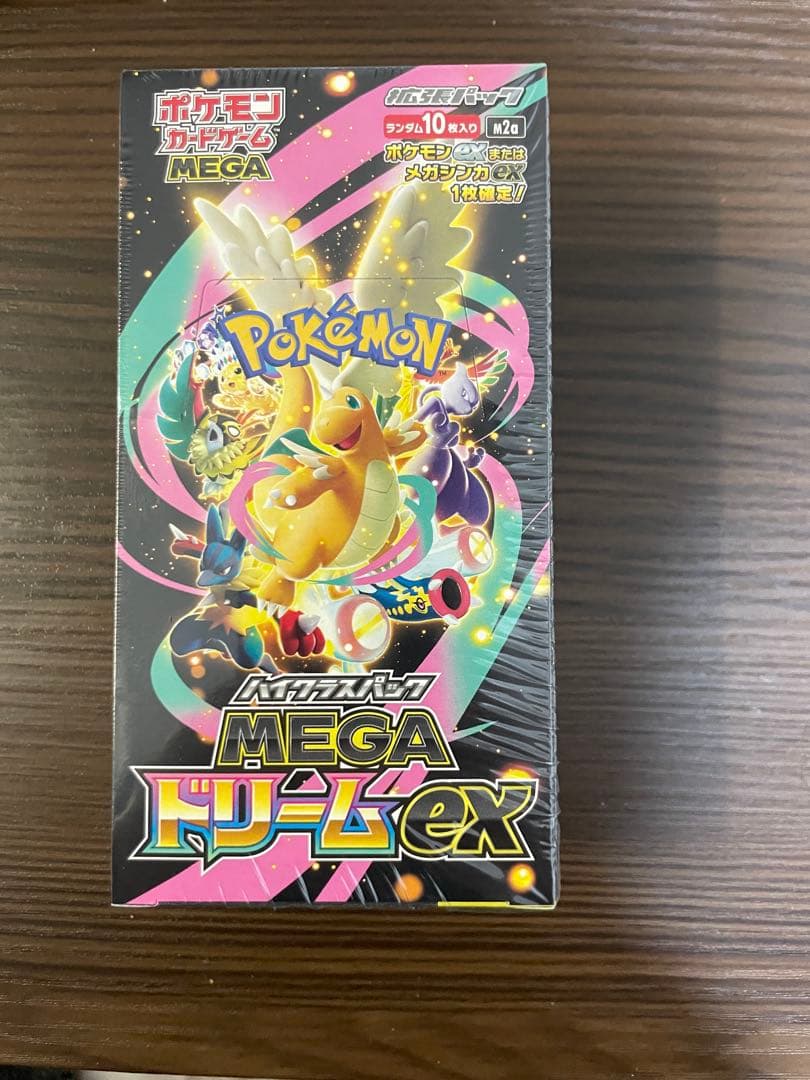 ポケモン
カードゲーム
MEGA
拡張パック
ランダム10枚入り M2a
ポケモンexまたは
メガシンカex
1枚確定!
POKÉMON
TM
ハイクラスパック
MEGA
ドリームex